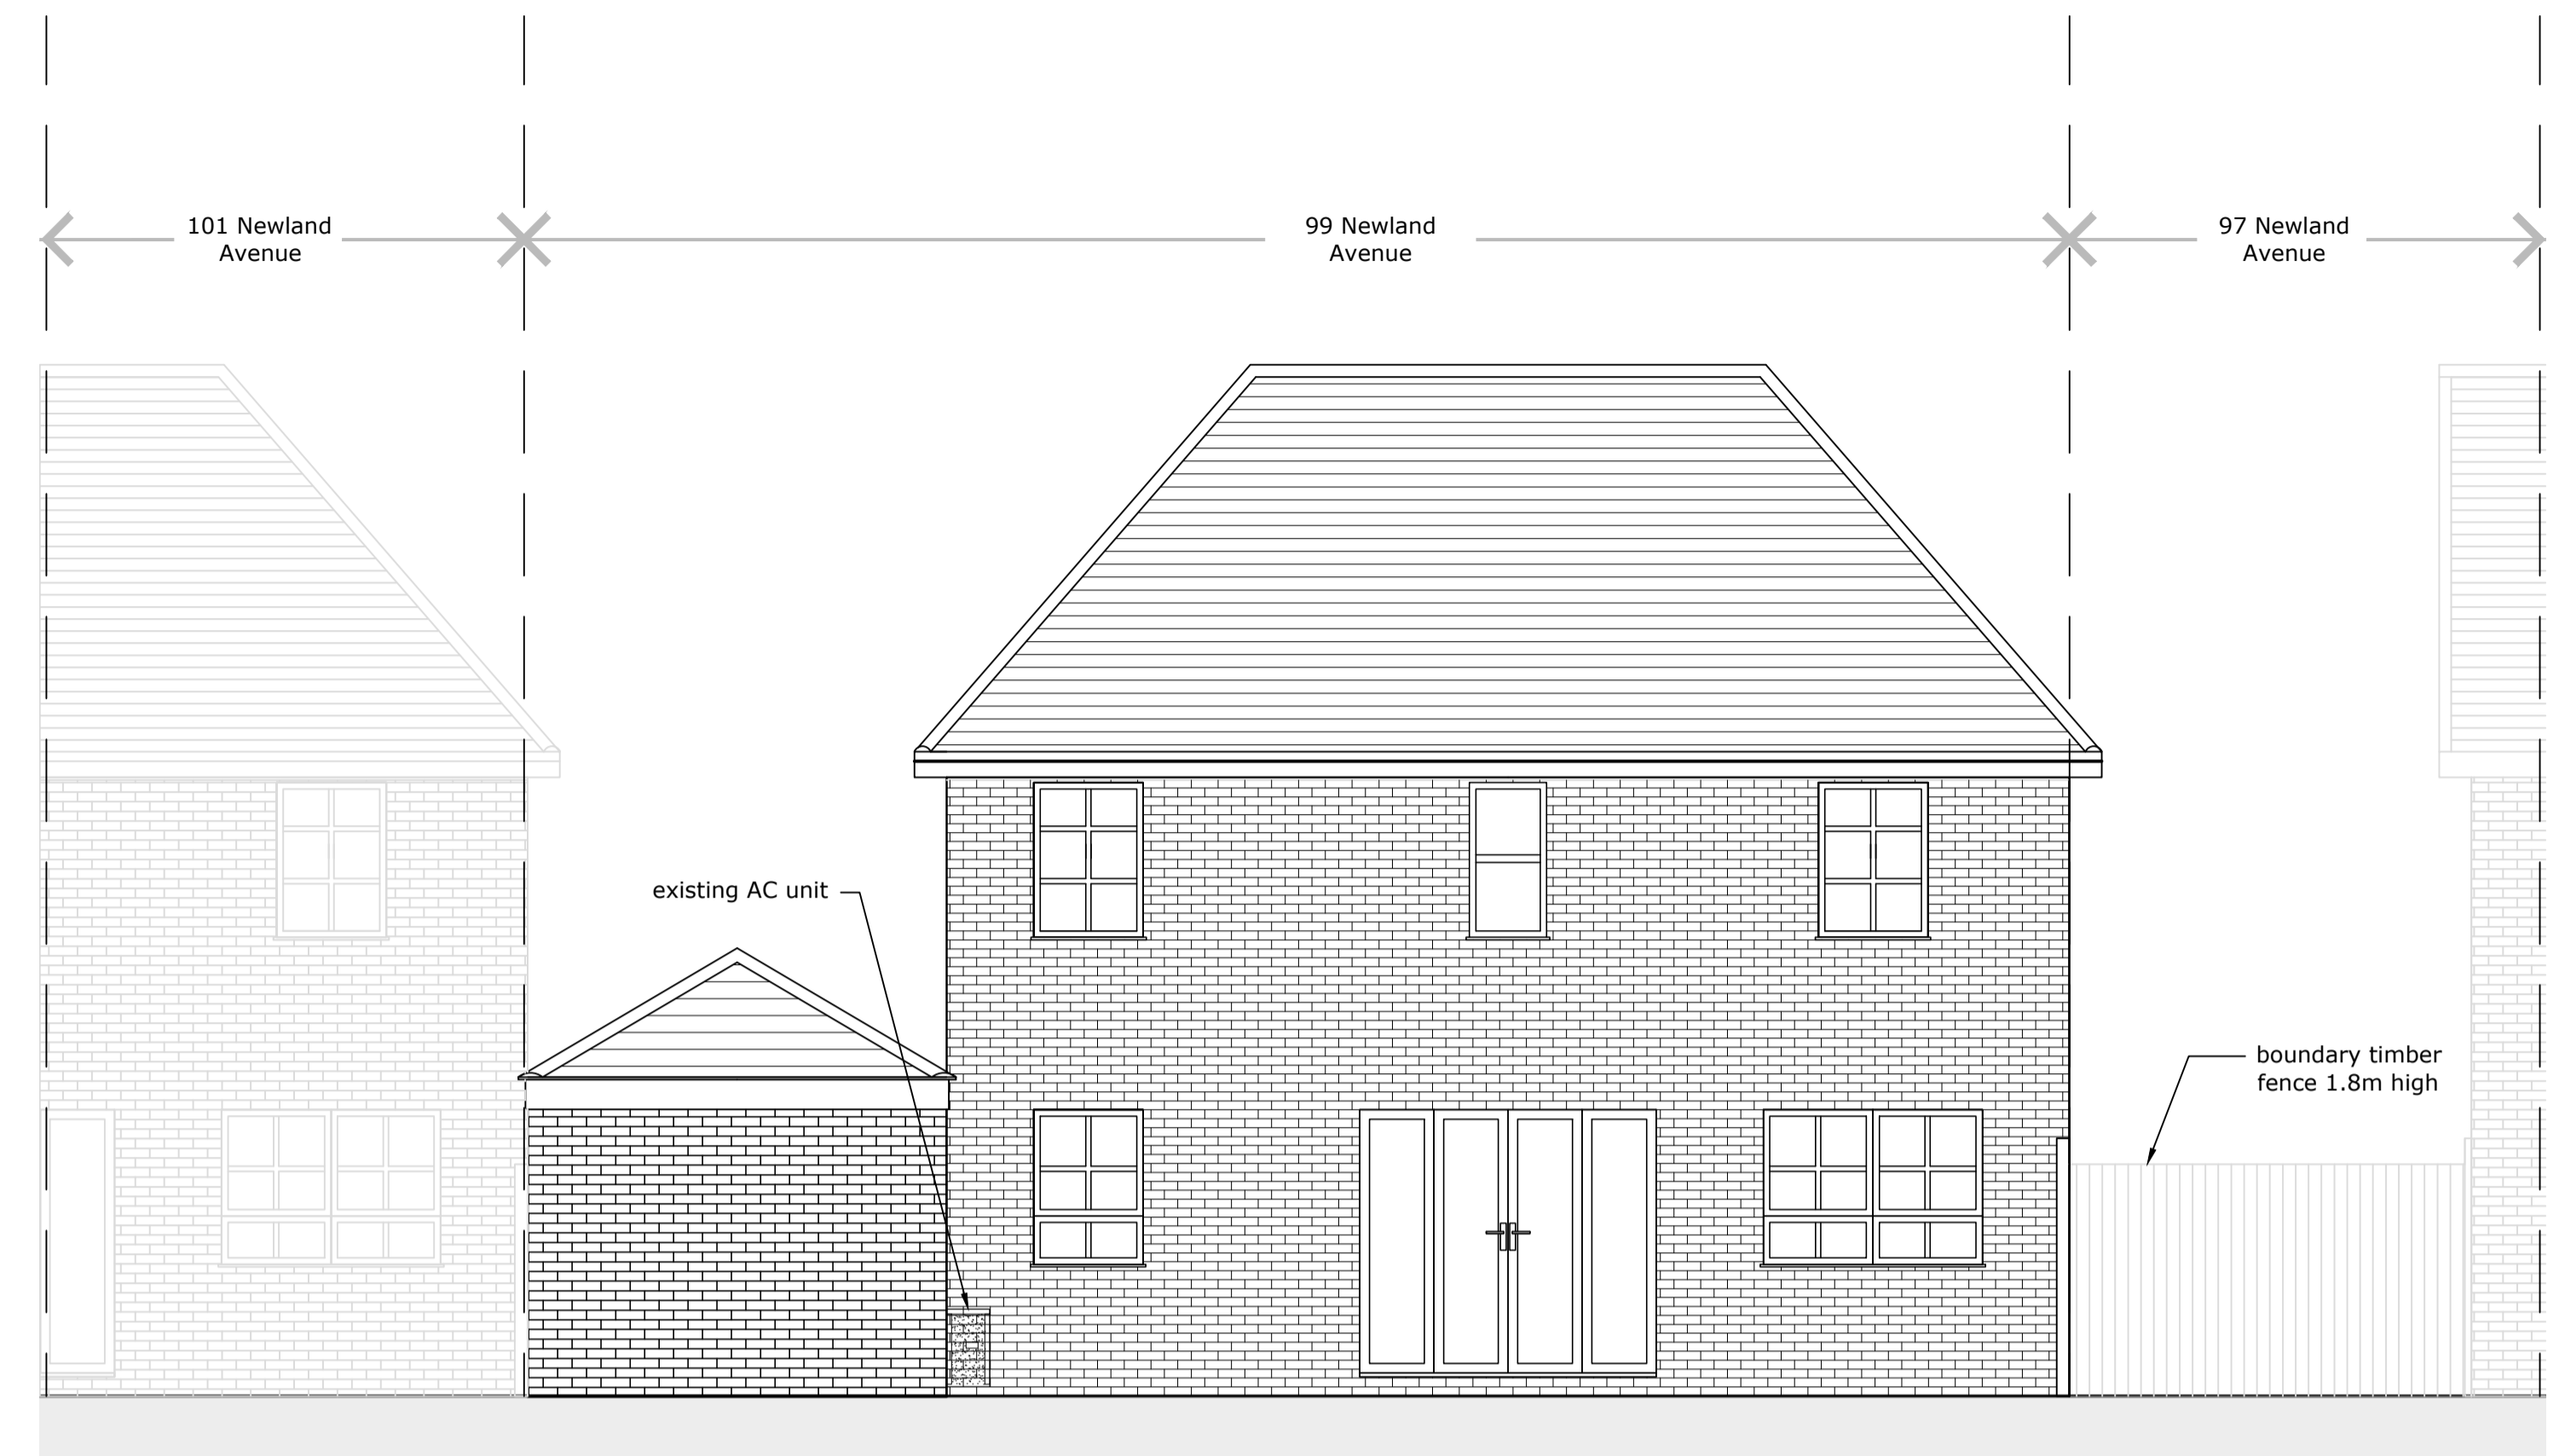 101 Newland
Avenue
99 Newland
Avenue
97 Newland
Avenue
existing AC unit
boundary timber
fence 1.8m high